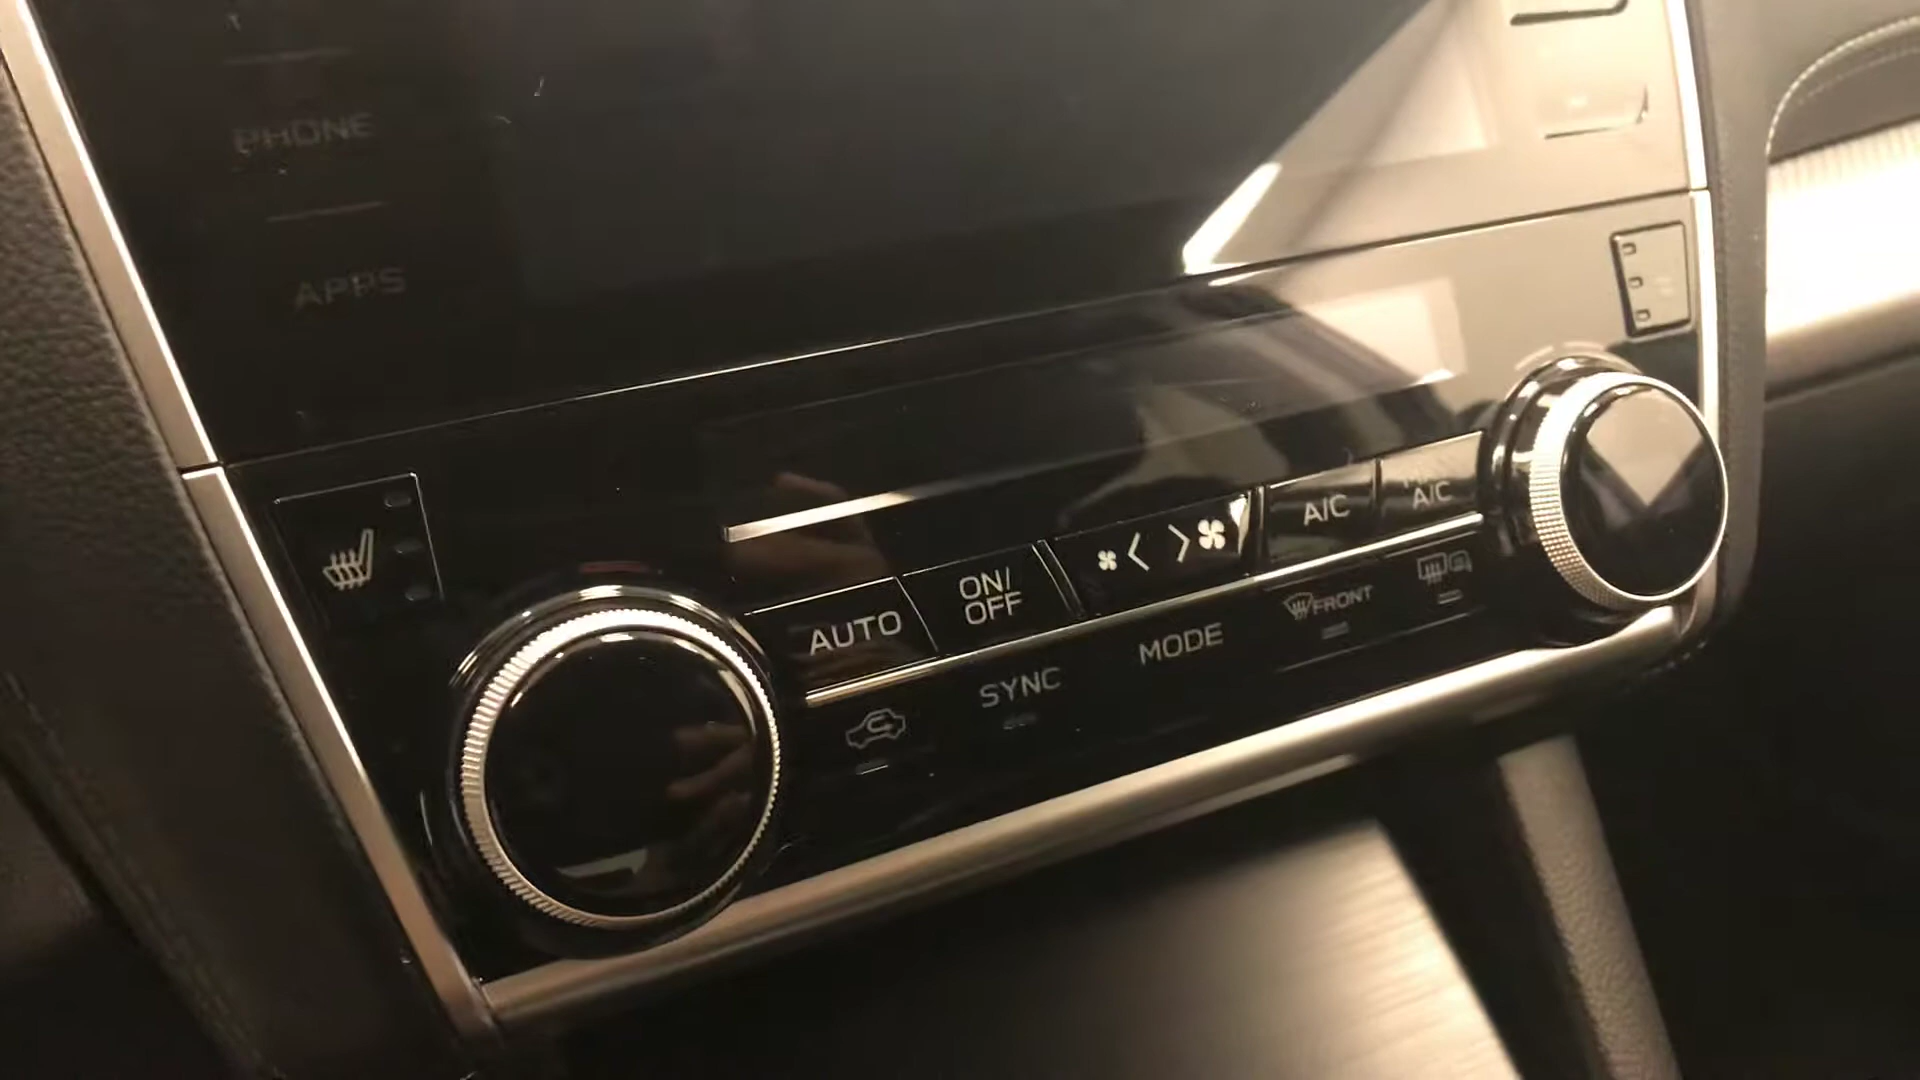 PHONE
APPS
AUTO
ON/
OFF
A/C
A/C
SYNC
MODE
FRONT